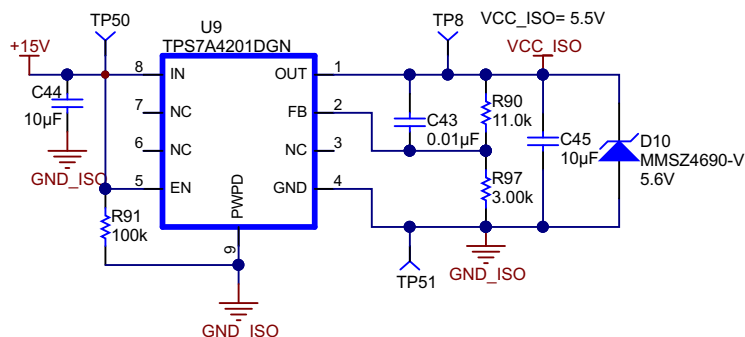 TP50
U9
TPS7A4201DGN
TP8
VCC_ISO= 5.5V
+15V
VCC_ISO
8
IN
OUT
1
C44
10µF
7
NC
FB
2
R90
11.0k
C43
0.01µF
6
NC
NC
3
C45
10µF
D10
MMSZ4690-V
5.6V
GND_ISO
5
EN
GND
4
R97
3.00k
PWPD
R91
100k
9
TP51
GND_ISO
GND_ISO